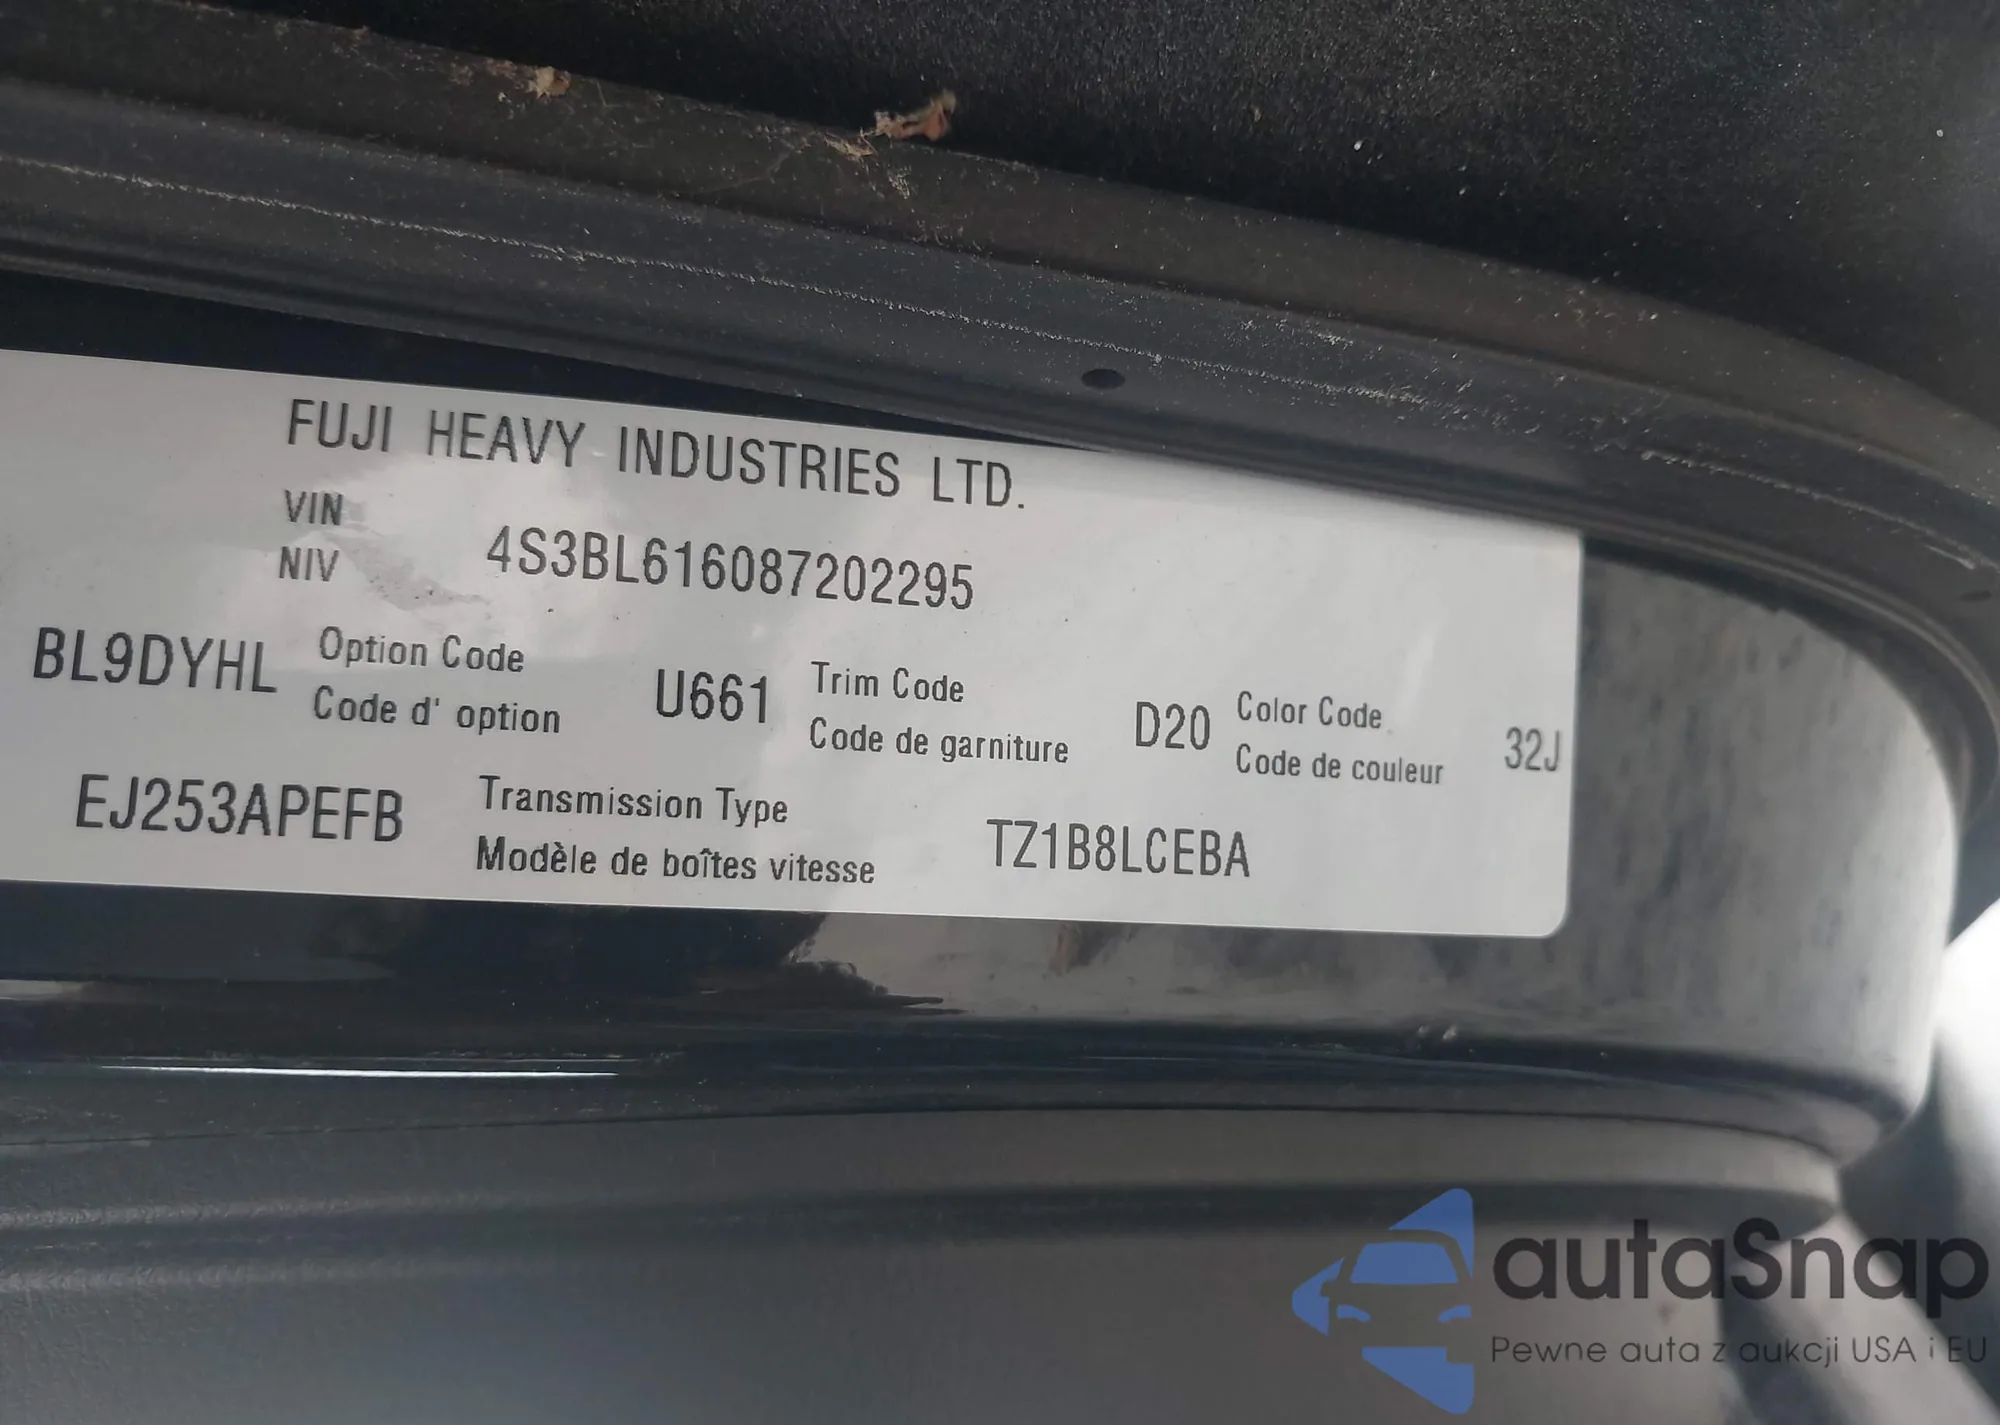 FUJI HEAVY INDUSTRIES LTD.
VIN
NIV
4S3BL616087202295
BL9DYHL
Option Code
Code d' option
U661
Trim Code
Code de garniture
D20
Color Code
Code de couleur
32J
EJ253APEFB
Transmission Type
Modèle de boîtes vitesse
TZ1B8LCEBA
autaSnap
Pewne auta z aukcji USA i EU